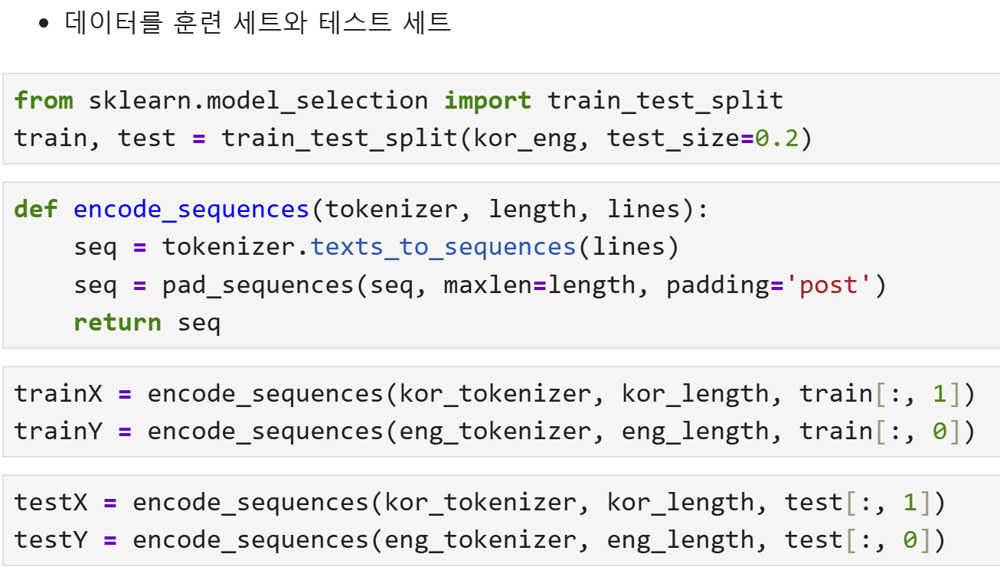 • 데이터를 훈련 세트와 테스트 세트
from sklearn.model_selection import train_test_split
train, test = train_test_split(kor_eng, test_size=0.2)
def encode_sequences(tokenizer, length, lines):
    seq = tokenizer.texts_to_sequences(lines)
    seq = pad_sequences(seq, maxlen=length, padding='post')
    return seq
trainX = encode_sequences(kor_tokenizer, kor_length, train[:, 1])
trainY = encode_sequences(eng_tokenizer, eng_length, train[:, 0])
testX = encode_sequences(kor_tokenizer, kor_length, test[:, 1])
testY = encode_sequences(eng_tokenizer, eng_length, test[:, 0])